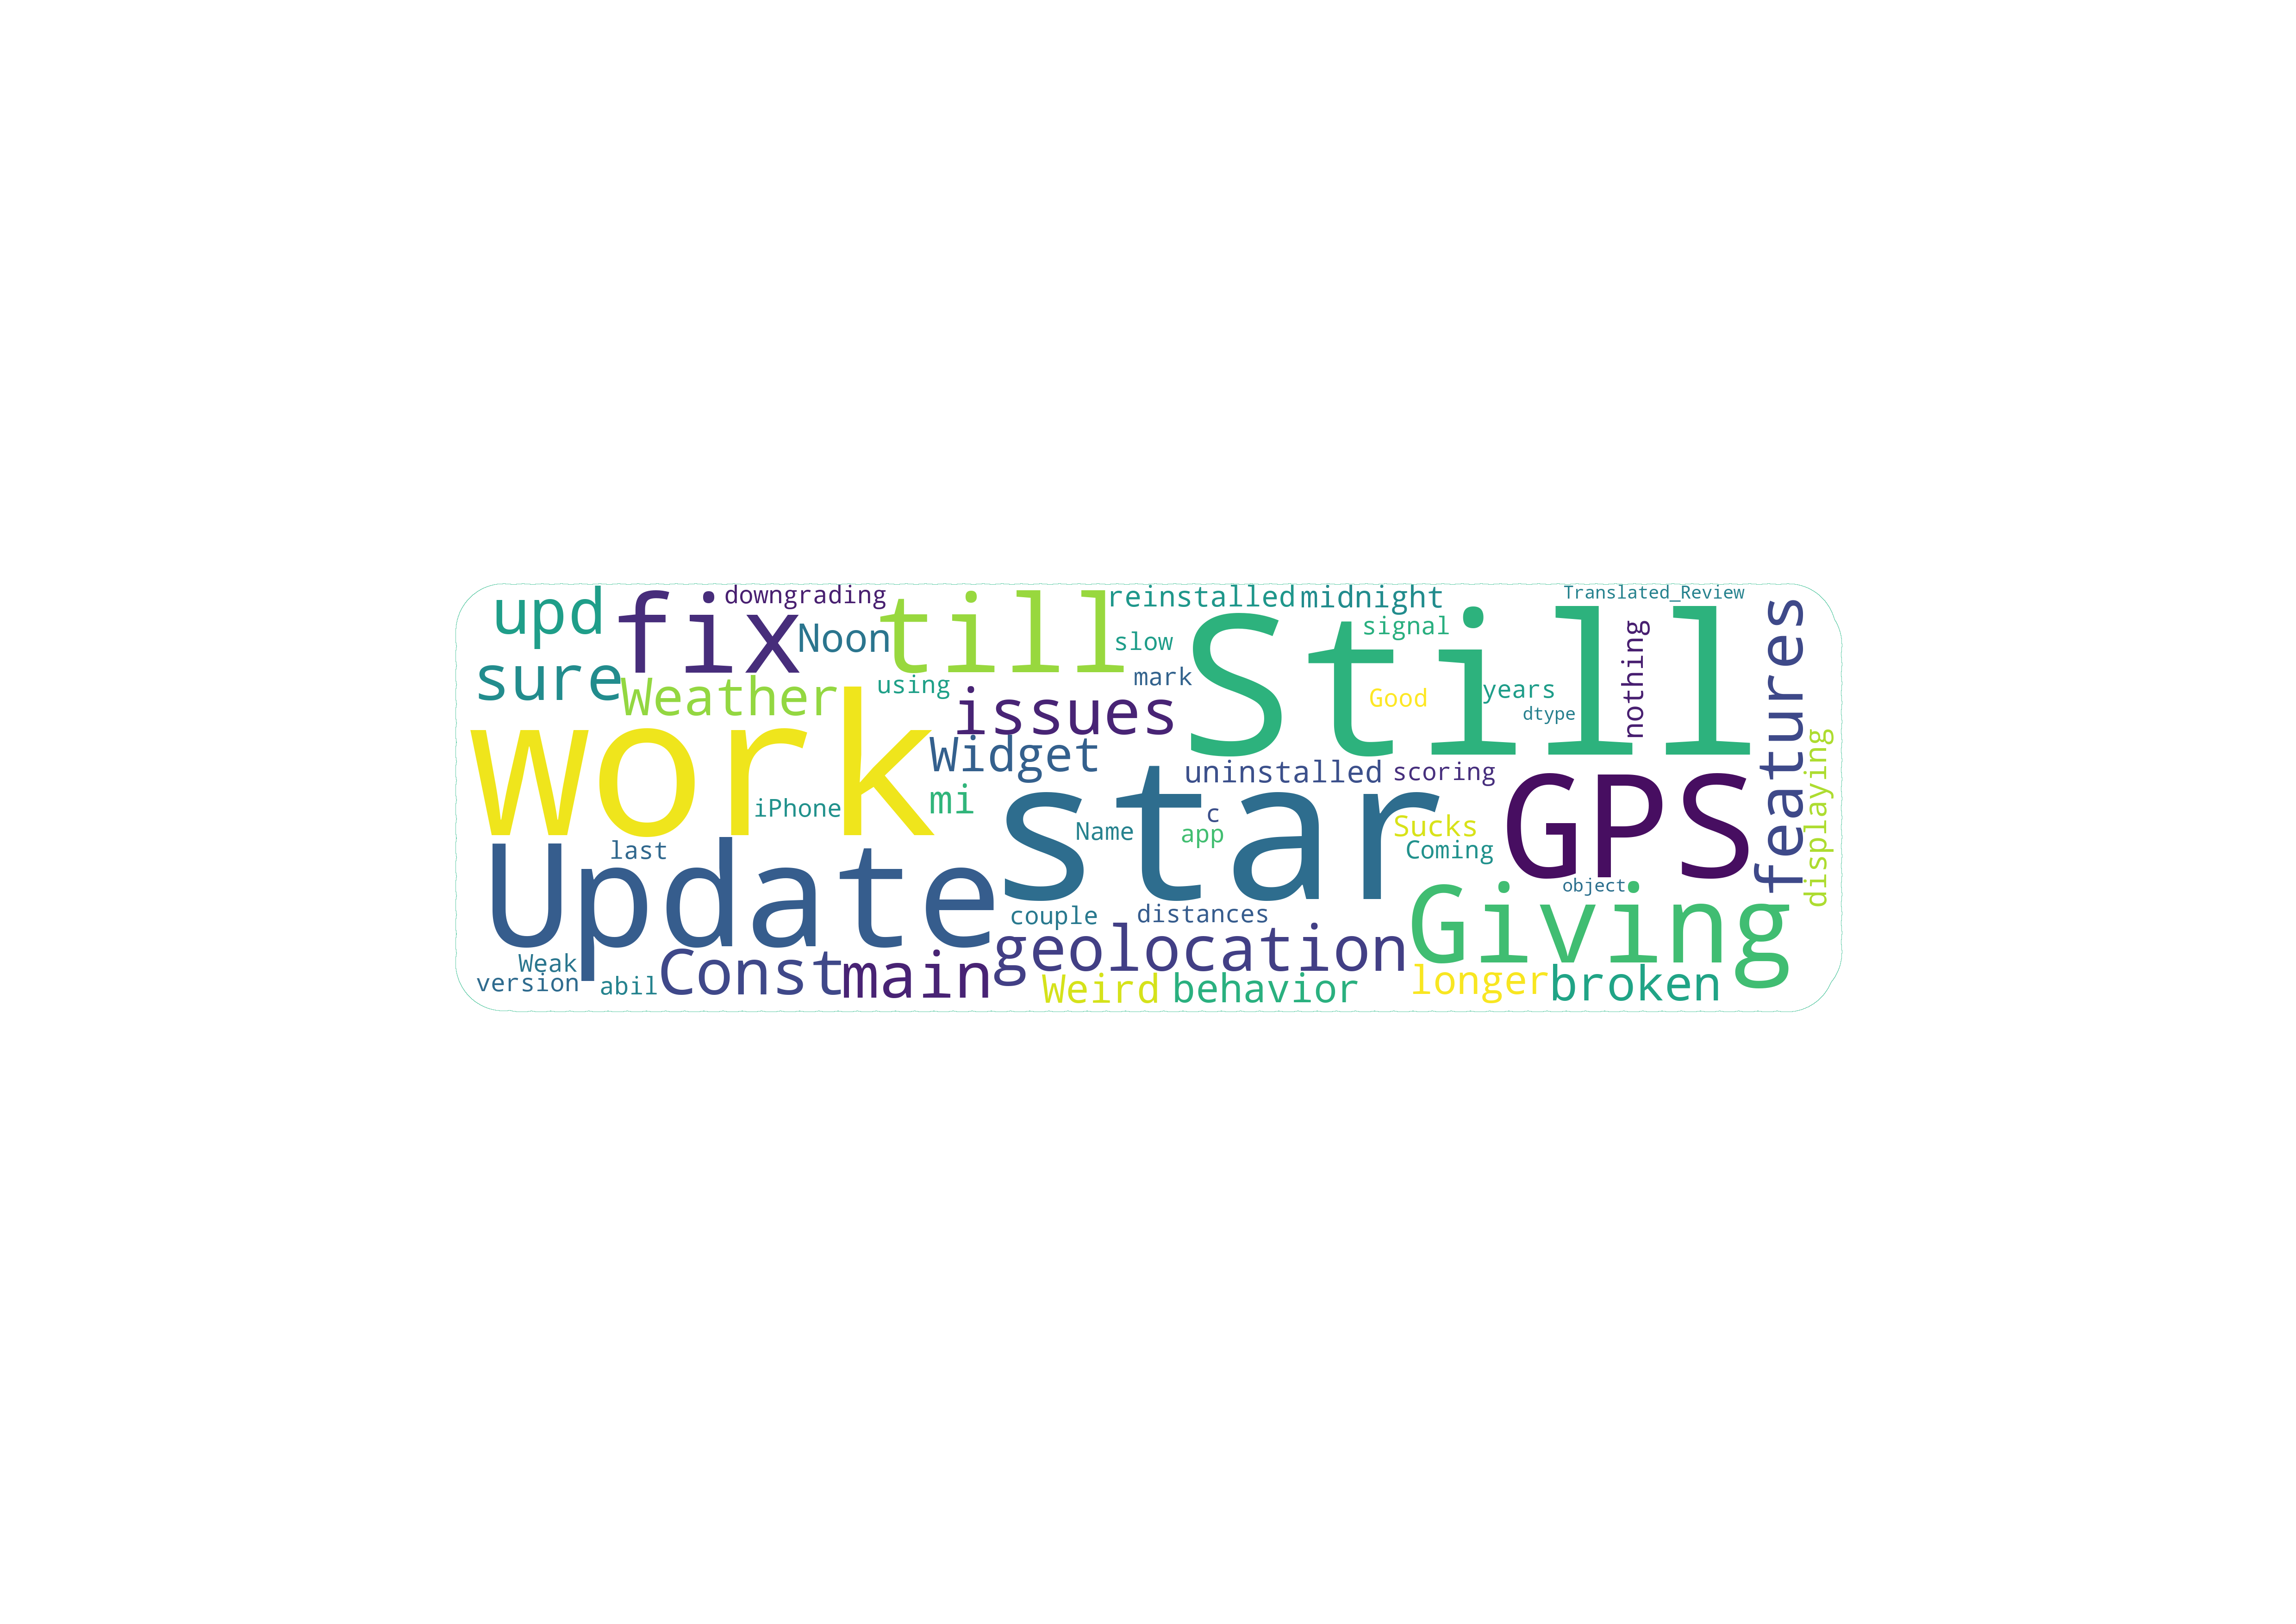 upd
fix
downgrading
Noon
till
reinstalled
midnight
signal
Translated_Review
sure
Weather
using
slow
mark
issues
Still
Good
years
dtype
nothing
features
work
Widget
iPhone
mi
uninstalled
scoring
star
c
Name
app
Sucks
Coming
GPS
displaying
last
Update
couple
distances
object
Giving
Weak
version
abil
Const
main
geolocation
Weird
behavior
longer
broken